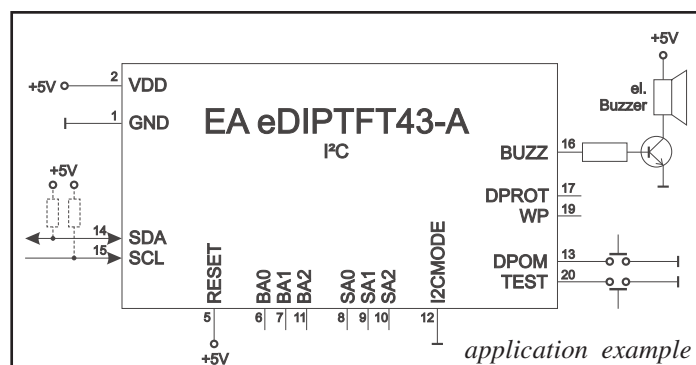 +5V
2
+5V
VDD
el.
Buzzer
1
GND
EA eDIPTFT43-A
I²C
16
BUZZ
+5V
17
DPROT
19
WP
14
SDA
15
SCL
13
DPOM
20
TEST
RESET
BA0
BA1
BA2
SA0
SA1
SA2
I2CMODE
5
6
7
11
8
9
10
12
+5V
application example